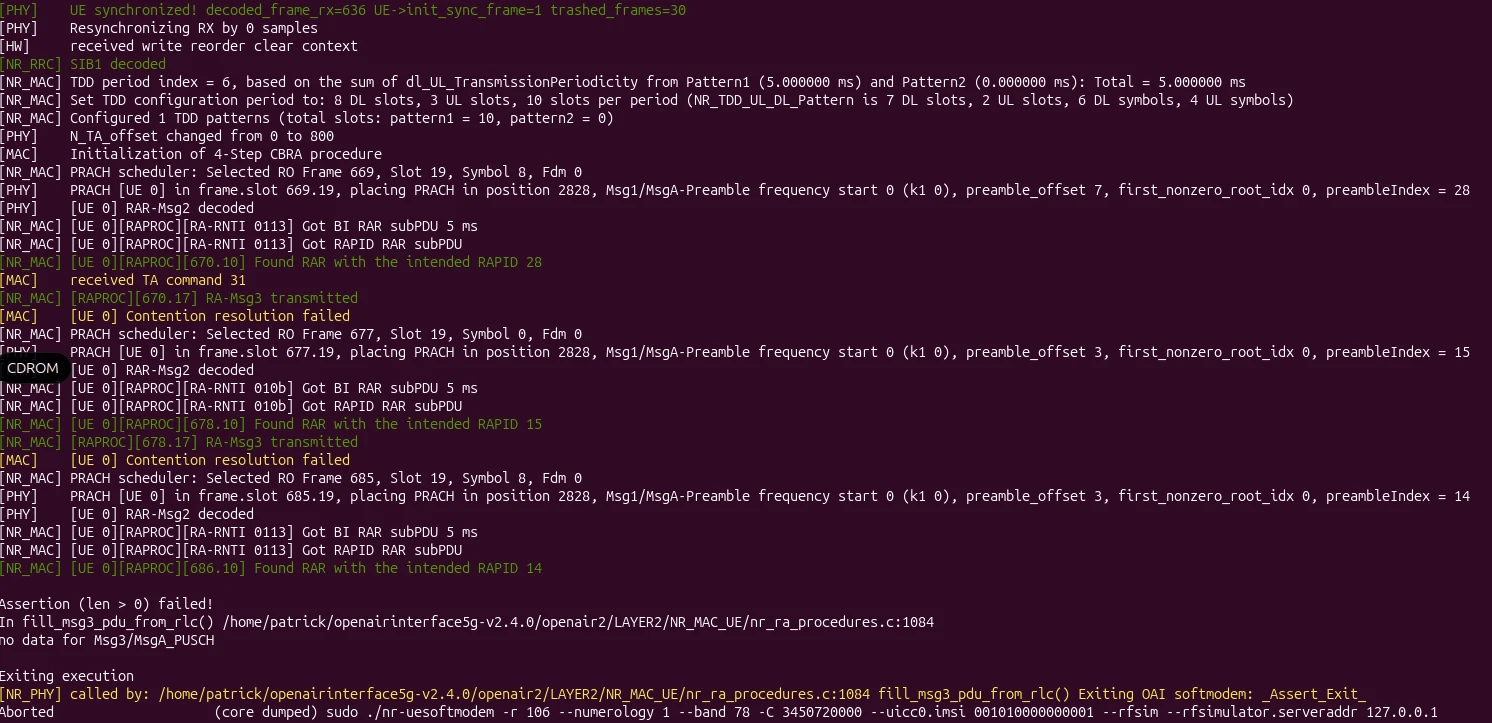 [PHY] UE synchronized! decoded_frame_rx=636 UE->init_sync_frame=1 trashed_frames=30
[PHY] Resynchronizing RX by 0 samples
[HW] received write reorder clear context
[NR_RRC] SIB1 decoded
[NR_MAC] TDD period index = 6, based on the sum of dl_UL_TransmissionPeriodicity from Pattern1 (5.000000 ms) and Pattern2 (0.000000 ms): Total = 5.000000 ms
[NR_MAC] Set TDD configuration period to: 8 DL slots, 3 UL slots, 10 slots per period (NR_TDD_UL_DL_Pattern is 7 DL slots, 2 UL slots, 6 DL symbols, 4 UL symbols)
[NR_MAC] Configured 1 TDD patterns (total slots: pattern1 = 10, pattern2 = 0)
[PHY] N_TA_offset changed from 0 to 800
[MAC] Initialization of 4-Step CBRA procedure
[NR_MAC] PRACH scheduler: Selected RO Frame 669, Slot 19, Symbol 8, Fdm 0
[PHY] PRACH [UE 0] in frame.slot 669.19, placing PRACH in position 2828, Msg1/MsgA-Preamble frequency start 0 (k1 0), preamble_offset 7, first_nonzero_root_idx 0, preambleIndex = 28
[PHY] [UE 0] RAR-Msg2 decoded
[NR_MAC] [UE 0][RAPROC][RA-RNTI 0113] Got BI RAR subPDU 5 ms
[NR_MAC] [UE 0][RAPROC][RA-RNTI 0113] Got RAPID RAR subPDU
[NR_MAC] [UE 0][RAPROC][670.10] Found RAR with the intended RAPID 28
[MAC] received TA command 31
[NR_MAC] [RAPROC][670.17] RA-Msg3 transmitted
[MAC] [UE 0] Contention resolution failed
[NR_MAC] PRACH scheduler: Selected RO Frame 677, Slot 19, Symbol 0, Fdm 0
[PHY] PRACH [UE 0] in frame.slot 677.19, placing PRACH in position 2828, Msg1/MsgA-Preamble frequency start 0 (k1 0), preamble_offset 3, first_nonzero_root_idx 0, preambleIndex = 15
CDROM [UE 0] RAR-Msg2 decoded
[NR_MAC] [UE 0][RAPROC][RA-RNTI 010b] Got BI RAR subPDU 5 ms
[NR_MAC] [UE 0][RAPROC][RA-RNTI 010b] Got RAPID RAR subPDU
[NR_MAC] [UE 0][RAPROC][678.10] Found RAR with the intended RAPID 15
[NR_MAC] [RAPROC][678.17] RA-Msg3 transmitted
[MAC] [UE 0] Contention resolution failed
[NR_MAC] PRACH scheduler: Selected RO Frame 685, Slot 19, Symbol 8, Fdm 0
[PHY] PRACH [UE 0] in frame.slot 685.19, placing PRACH in position 2828, Msg1/MsgA-Preamble frequency start 0 (k1 0), preamble_offset 3, first_nonzero_root_idx 0, preambleIndex = 14
[PHY] [UE 0] RAR-Msg2 decoded
[NR_MAC] [UE 0][RAPROC][RA-RNTI 0113] Got BI RAR subPDU 5 ms
[NR_MAC] [UE 0][RAPROC][RA-RNTI 0113] Got RAPID RAR subPDU
[NR_MAC] [UE 0][RAPROC][686.10] Found RAR with the intended RAPID 14
Assertion (len > 0) failed!
In fill_msg3_pdu_from_rlc() /home/patrick/openairinterface5g-v2.4.0/openair2/LAYER2/NR_MAC_UE/nr_ra_procedures.c:1084
no data for Msg3/MsgA_PUSCH
Exiting execution
[NR_PHY] called by: /home/patrick/openairinterface5g-v2.4.0/openair2/LAYER2/NR_MAC_UE/nr_ra_procedures.c:1084 fill_msg3_pdu_from_rlc() Exiting OAI softmodem: _Assert_Exit_
Aborted (core dumped) sudo ./nr-uesoftmodem -r 106 --numerology 1 --band 78 -C 3450720000 --uicc0.imsi 001010000000001 --rfsim --rfsimulator.serveraddr 127.0.0.1